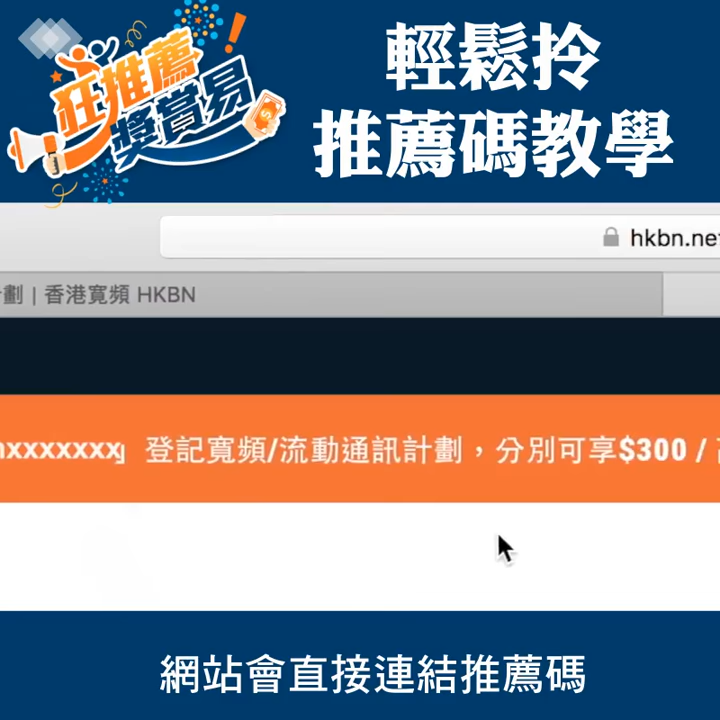 狂推薦
獎賞易
輕鬆拎
推薦碼教學
hkbn.net
劃 | 香港寬頻 HKBN
xxxxxxx 登記寬頻/流動通訊計劃，分別可享$300 /
網站會直接連結推薦碼